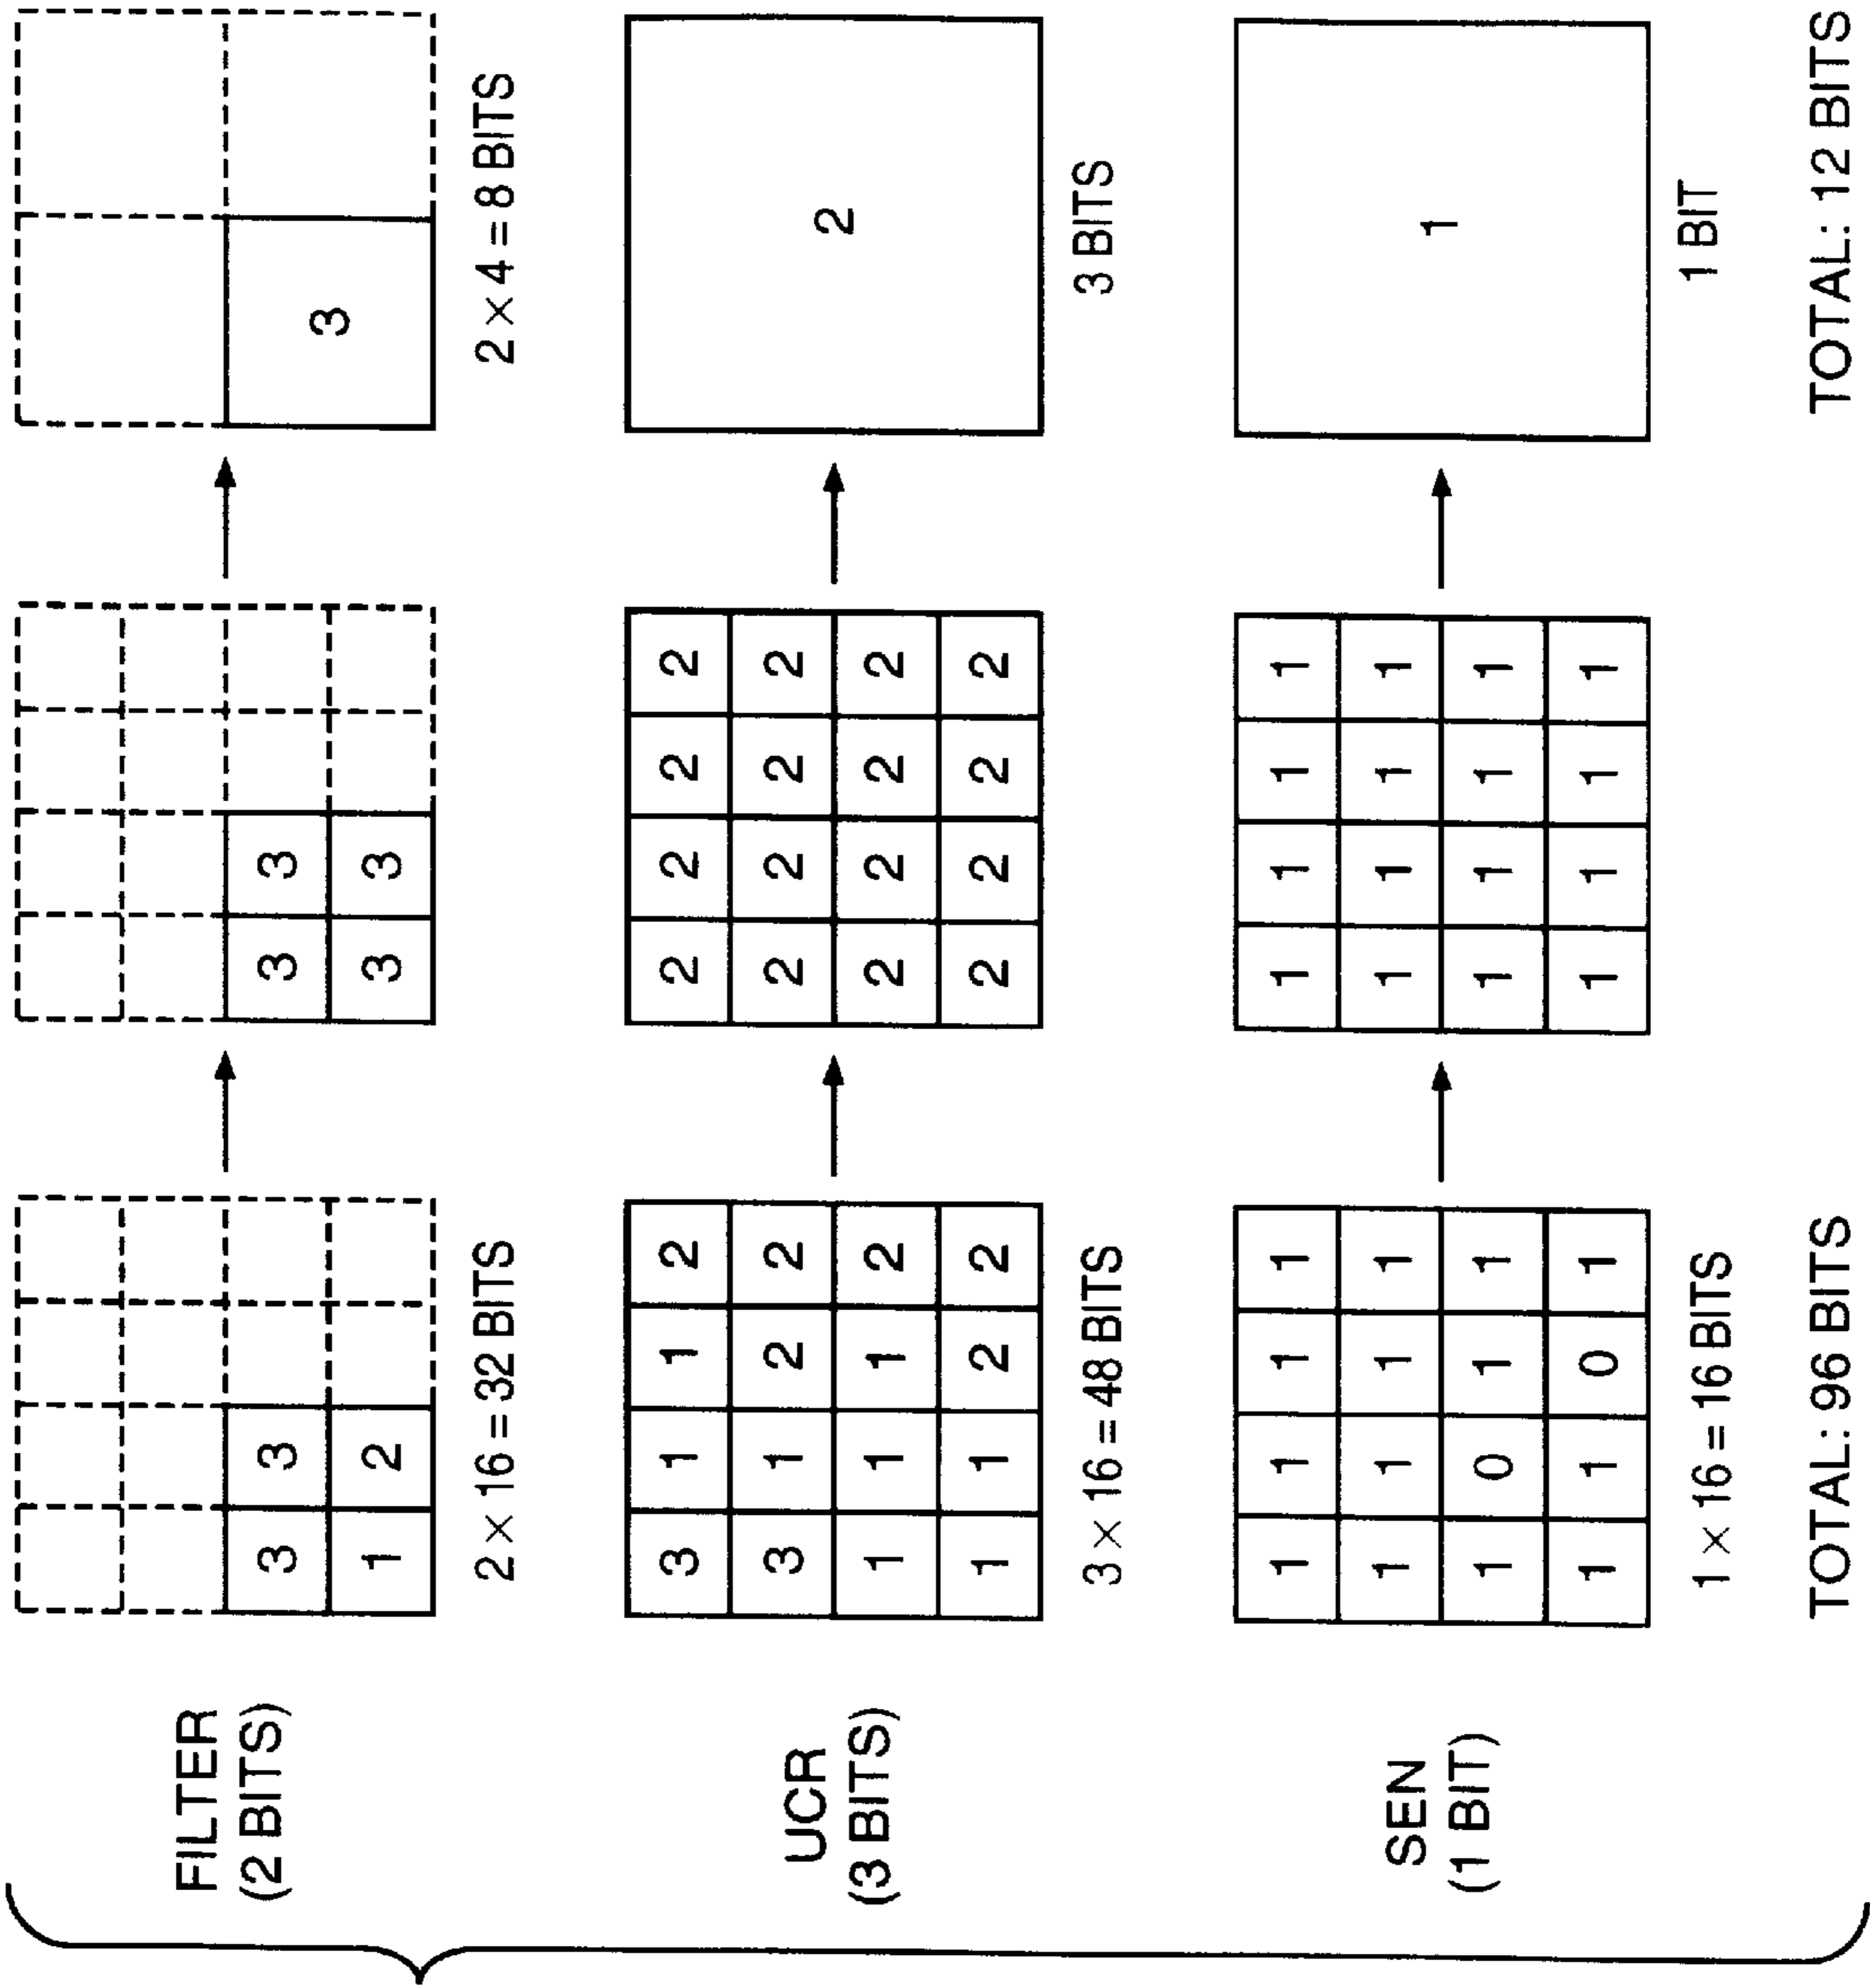 FILTER
(2 BITS)
3 3
1 2
2 × 16 = 32 BITS
3 3
3 3
3
2 × 4 = 8 BITS
UCR
(3 BITS)
3 1 1 2
3 1 2 2
1 1 1 2
1 1 2 2
3 × 16 = 48 BITS
2 2 2 2
2 2 2 2
2 2 2 2
2 2 2 2
2
3 BITS
SEN
(1 BIT)
1 1 1 1
1 1 1 1
1 0 1 1
1 1 0 1
1 × 16 = 16 BITS
1 1 1 1
1 1 1 1
1 1 1 1
1 1 1 1
1
1 BIT
TOTAL: 96 BITS
TOTAL: 12 BITS